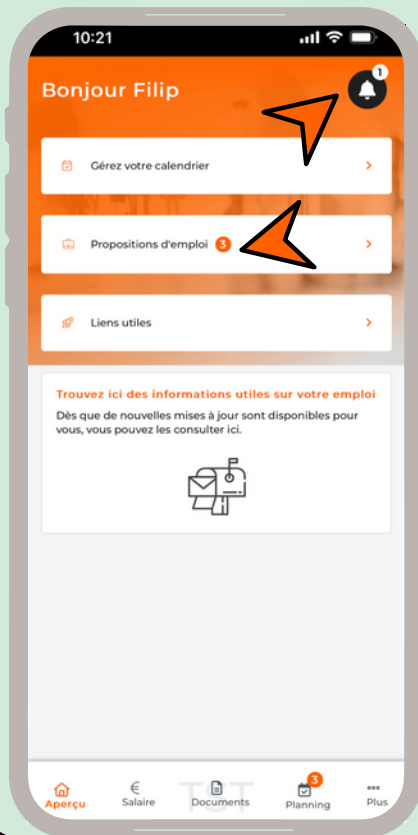 10:21
Bonjour Filip
1
Gérez votre calendrier
Propositions d'emploi 3
Liens utiles
Trouvez ici des informations utiles sur votre emploi
Dès que de nouvelles mises à jour sont disponibles pour
vous, vous pouvez les consulter ici.
TST
3
Aperçu
€
Salaire
Documents
Planning
Plus